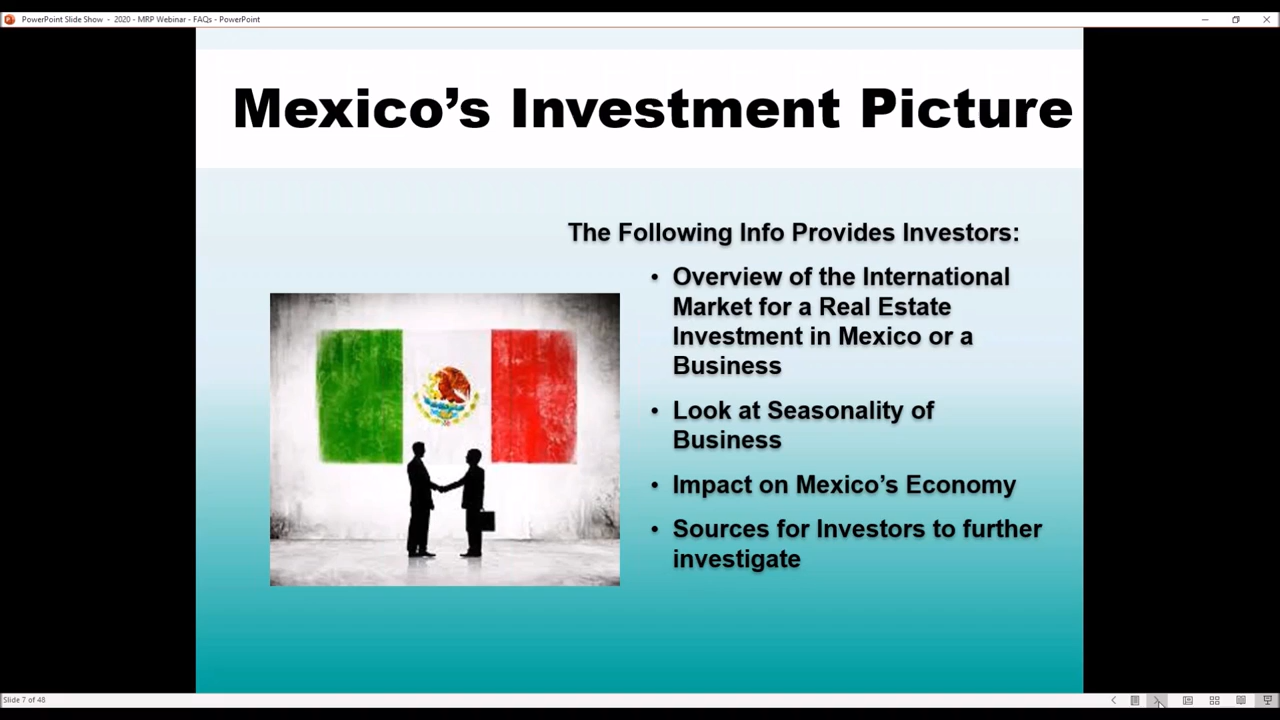 PowerPoint Slide Show - 2020 - MRP Webinar - FAQs - PowerPoint
Mexico’s Investment Picture
The Following Info Provides Investors:
• Overview of the International
Market for a Real Estate
Investment in Mexico or a
Business
• Look at Seasonality of
Business
• Impact on Mexico’s Economy
• Sources for Investors to further
investigate
Slide 7 of 48